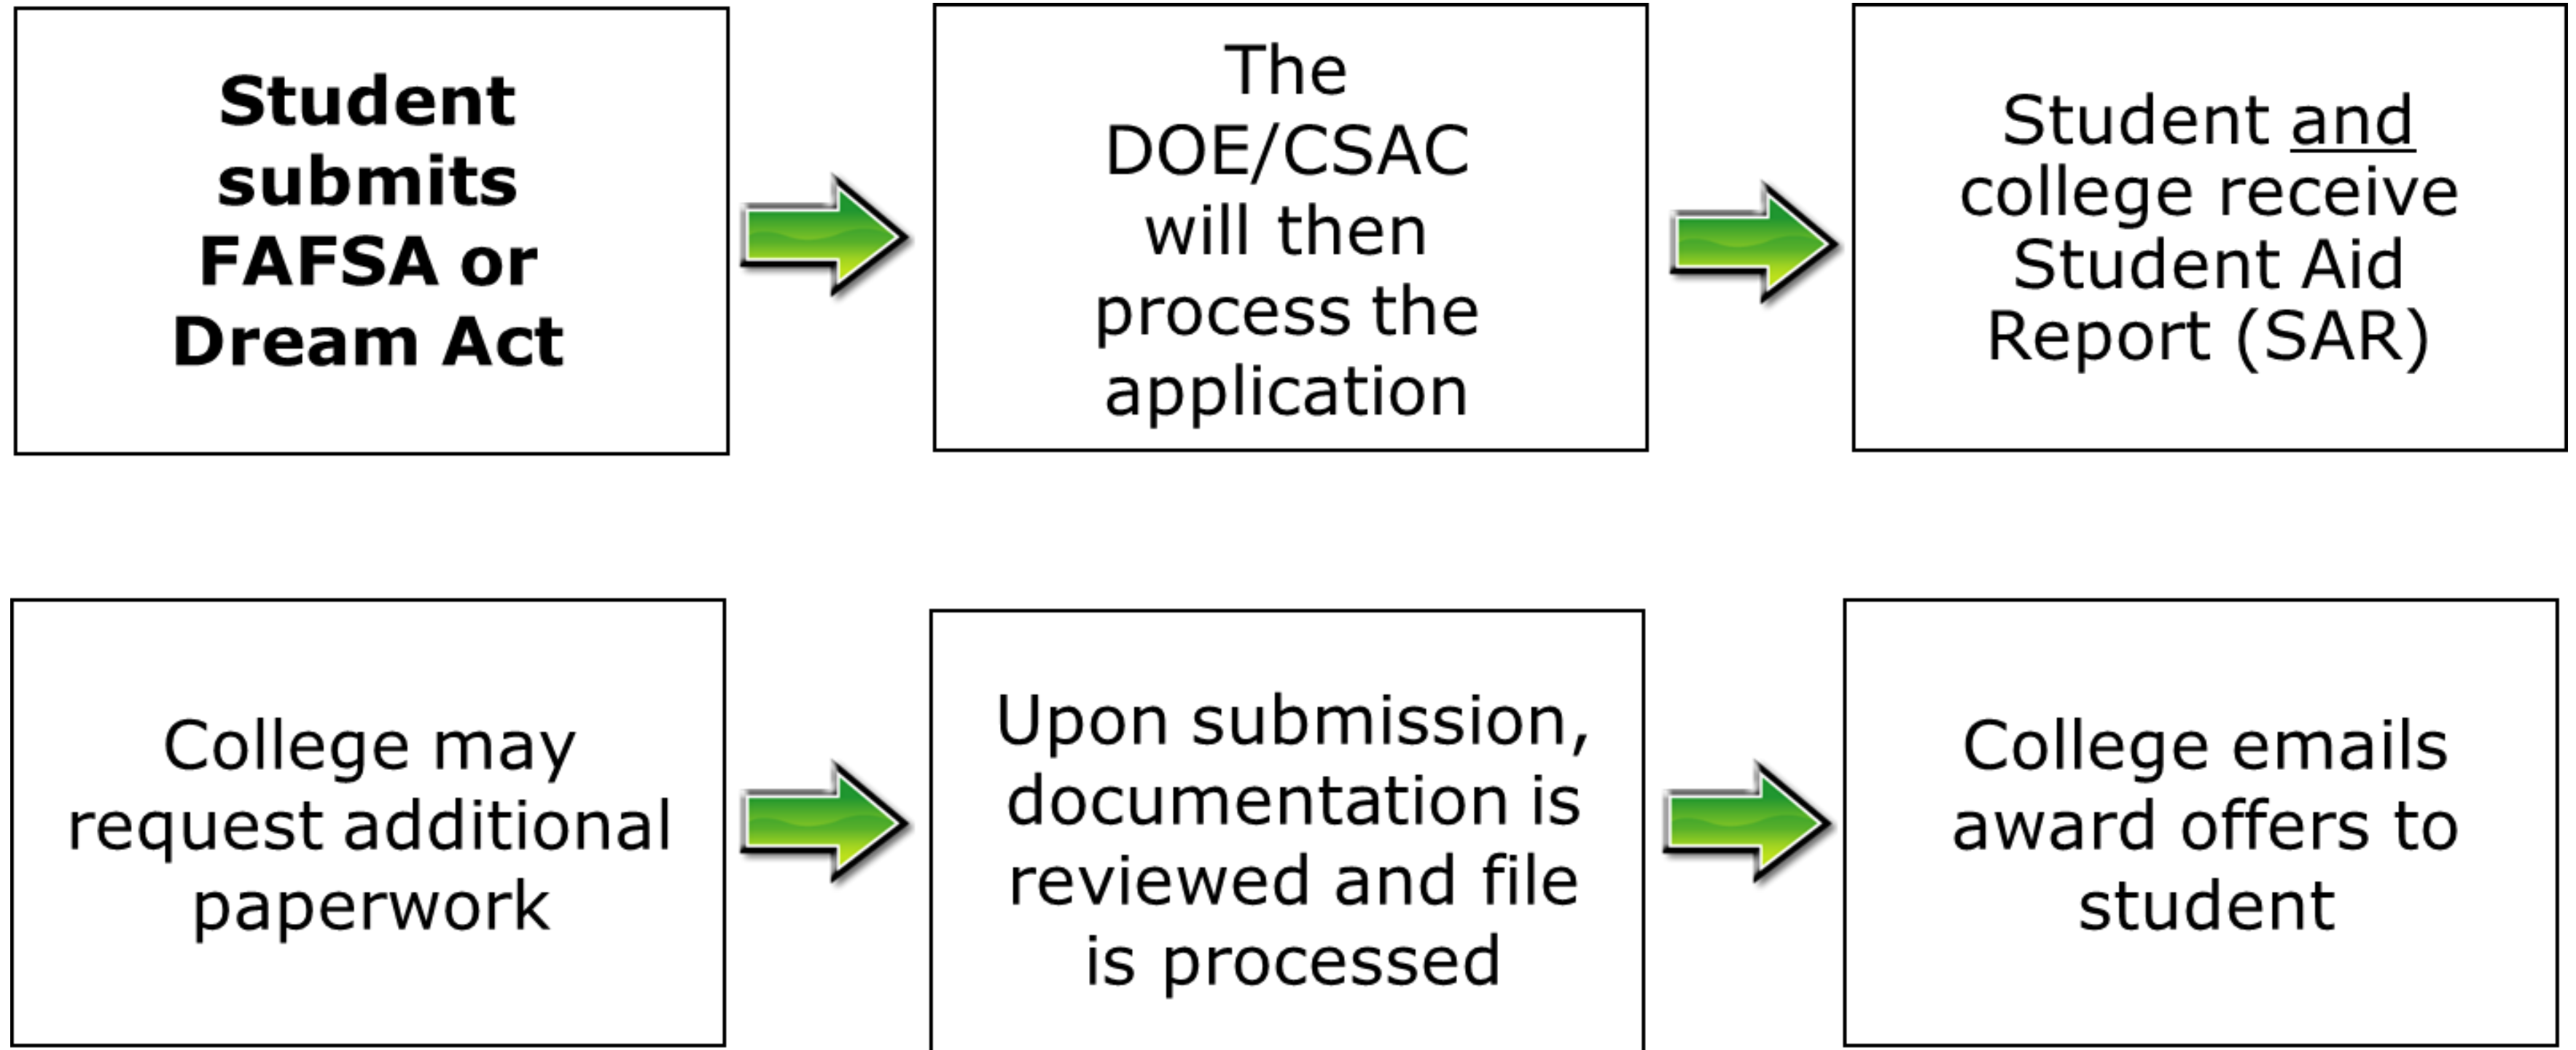 Student
submits
FAFSA or
Dream Act
The
DOE/CSAC
will then
process the
application
Student and
college receive
Student Aid
Report (SAR)
College may
request additional
paperwork
Upon submission,
documentation is
reviewed and file
is processed
College emails
award offers to
student